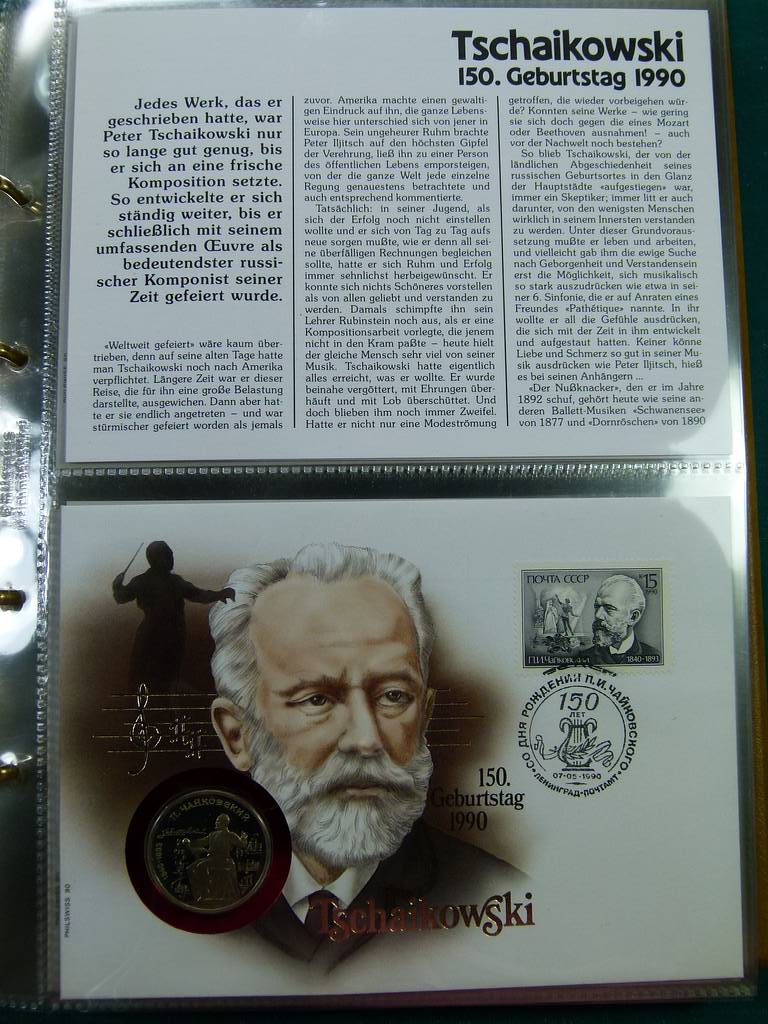 Tschaikowski
150. Geburtstag 1990
Jedes Werk, das er
geschrieben hatte, war
Peter Tschaikowski nur
so lange gut genug, bis
er sich an eine frische
Komposition setzte.
So entwickelte er sich
ständig weiter, bis er
schließlich mit seinem
umfassenden Œuvre als
bedeutendster russi-
scher Komponist seiner
Zeit gefeiert wurde.
«Weltweit gefeiert» wäre kaum über-
trieben, denn auf seine alten Tage hatte
man Tschaikowski noch nach Amerika
verpflichtet. Längere Zeit war er dieser
Reise, die für ihn eine große Belastung
darstellte, ausgewichen. Dann aber hat-
te er sie endlich angetreten – und war
stürmischer gefeiert worden als jemals
zuvor. Amerika machte einen gewalti-
gen Eindruck auf ihn, die ganze Lebens-
weise hier unterschied sich von jener in
Europa. Sein ungeheurer Ruhm brachte
Peter Iljitsch auf den höchsten Gipfel
der Verehrung, ließ ihn zu einer Person
des öffentlichen Lebens emporsteigen,
von der die ganze Welt jede einzelne
Regung genauestens betrachtete und
auch entsprechend kommentierte.
Tatsächlich: in seiner Jugend, als
sich der Erfolg noch nicht einstellen
wollte und er sich von Tag zu Tag aufs
neue sorgen mußte, wie er denn all sei-
ne überfälligen Rechnungen begleichen
sollte, hatte er sich Ruhm und Erfolg
immer sehnlichst herbeigewünscht. Er
konnte sich nichts Schöneres vorstellen
als von allen geliebt und verstanden zu
werden. Damals schimpfte ihn sein
Lehrer Rubinstein noch aus, als er eine
Kompositionsarbeit vorlegte, die jenem
nicht in den Kram paßte – heute hielt
der gleiche Mensch sehr viel von seiner
Musik. Tschaikowski hatte eigentlich
alles erreicht, was er wollte. Er wurde
beinahe vergöttert, mit Ehrungen über-
häuft und mit Lob überschüttet. Und
doch blieben ihm noch immer Zweifel.
Hatte er nicht nur eine Modeströmung
getroffen, die wieder vorbeigehen wür-
de? Konnten seine Werke – wie gering
sie sich doch gegen die eines Mozart
oder Beethoven ausnahmen! – auch
vor der Nachwelt noch bestehen?
So blieb Tschaikowski, der von der
ländlichen Abgeschiedenheit seines
russischen Geburtsortes in den Glanz
der Hauptstädte «aufgestiegen» war,
immer ein Skeptiker; immer litt er auch
darunter, von den wenigsten Menschen
wirklich in seinem Innersten verstanden
zu werden. Unter dieser Grundvoraus-
setzung mußte er leben und arbeiten,
und vielleicht gab ihm die ewige Suche
nach Geborgenheit und Verstandensein
erst die Möglichkeit, sich musikalisch
so stark auszudrücken wie etwa in sei-
ner 6. Sinfonie, die er auf Anraten eines
Freundes «Pathétique» nannte. In ihr
wollte er all die Gefühle ausdrücken,
die sich mit der Zeit in ihm entwickelt
und aufgestaut hatten. Keiner könne
Liebe und Schmerz so gut in seiner Mu-
sik ausdrücken wie Peter Iljitsch, hieß
es bei seinen Anhängern ...
«Der Nußknacker», den er im Jahre
1892 schuf, gehört heute wie seine an-
deren Ballett-Musiken «Schwanensee»
von 1877 und «Dornröschen» von 1890
ПОЧТА СССР
К 15
1990
П.И.Чайковский
1840-1893
СО ДНЯ РОЖДЕНИЯ П.И.ЧАЙКОВСКОГО
150
ЛЕТ
07-05-1990
ЛЕНИНГРАД-ПОЧТАМТ
150.
Geburtstag
1990
П. ЧАЙКОВСКИЙ
1840-1893
Tschaikowski
PHILSWISS 90